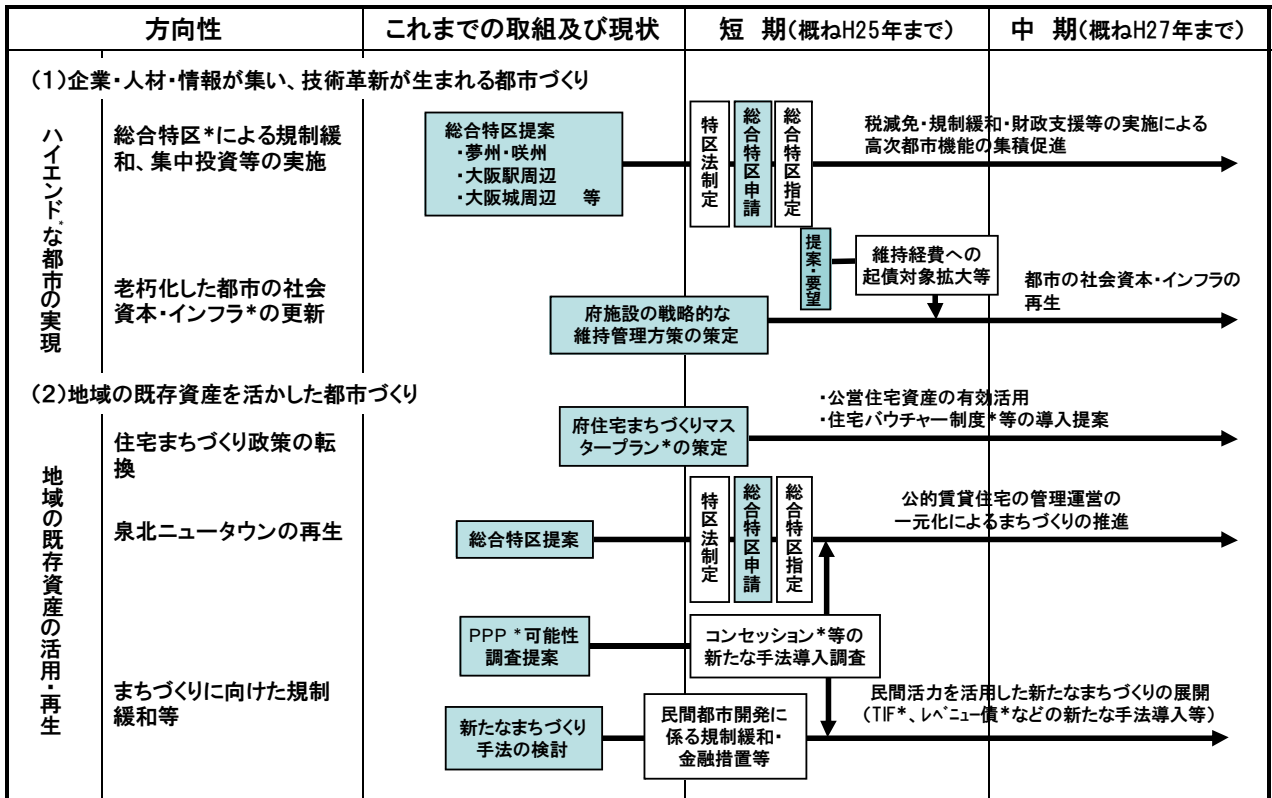 方向性
これまでの取組及び現状
短 期(概ねH25年まで)
中 期(概ねH27年まで)
(1)企業・人材・情報が集い、技術革新が生まれる都市づくり
ハイエンド*な都市の実現
総合特区*による規制緩
和、集中投資等の実施
総合特区提案
・夢州・咲州
・大阪駅周辺
・大阪城周辺 等
特区法制定
総合特区申請
総合特区指定
税減免・規制緩和・財政支援等の実施による
高次都市機能の集積促進
老朽化した都市の社会
資本・インフラ*の更新
府施設の戦略的な
維持管理方策の策定
提案・要望
維持経費への
起債対象拡大等
都市の社会資本・インフラの
再生
(2)地域の既存資産を活かした都市づくり
地域の既存資産の活用・再生
住宅まちづくり政策の転
換
府住宅まちづくりマス
タープラン*の策定
・公営住宅資産の有効活用
・住宅バウチャー制度*等の導入提案
泉北ニュータウンの再生
総合特区提案
特区法制定
総合特区申請
総合特区指定
公的賃貸住宅の管理運営の
一元化によるまちづくりの推進
PPP *可能性
調査提案
コンセッション*等の
新たな手法導入調査
まちづくりに向けた規制
緩和等
新たなまちづくり
手法の検討
民間都市開発に
係る規制緩和・
金融措置等
民間活力を活用した新たなまちづくりの展開
(TIF*、レベニュー債*などの新たな手法導入等)